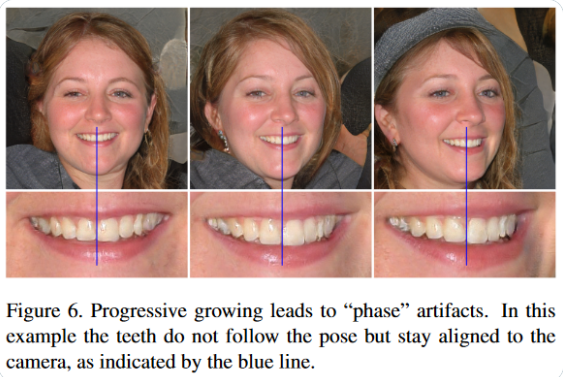 Figure 6. Progressive growing leads to “phase” artifacts. In this
example the teeth do not follow the pose but stay aligned to the
camera, as indicated by the blue line.